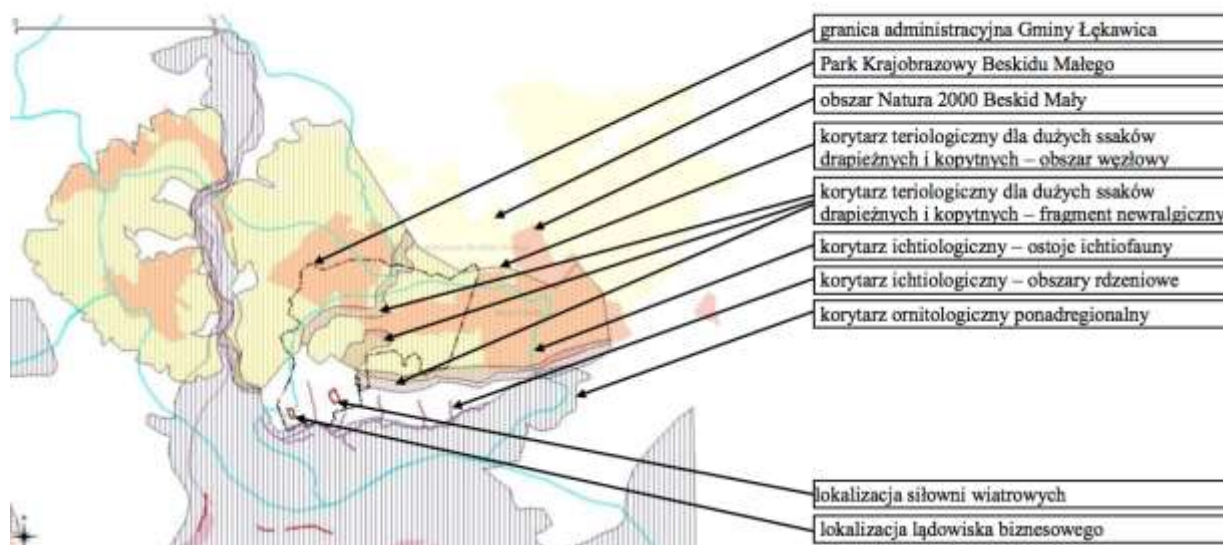 granica administracyjna Gminy Łękawica
Park Krajobrazowy Beskidu Małego
obszar Natura 2000 Beskid Mały
korytarz teriologiczny dla dużych ssaków
drapieżnych i kopytnych – obszar węzłowy
korytarz teriologiczny dla dużych ssaków
drapieżnych i kopytnych – fragment newralgiczny
korytarz ichtiologiczny – ostoje ichtiofauny
korytarz ichtiologiczny – obszary rdzeniowe
korytarz ornitologiczny ponadregionalny
lokalizacja siłowni wiatrowych
lokalizacja lądowiska biznesowego